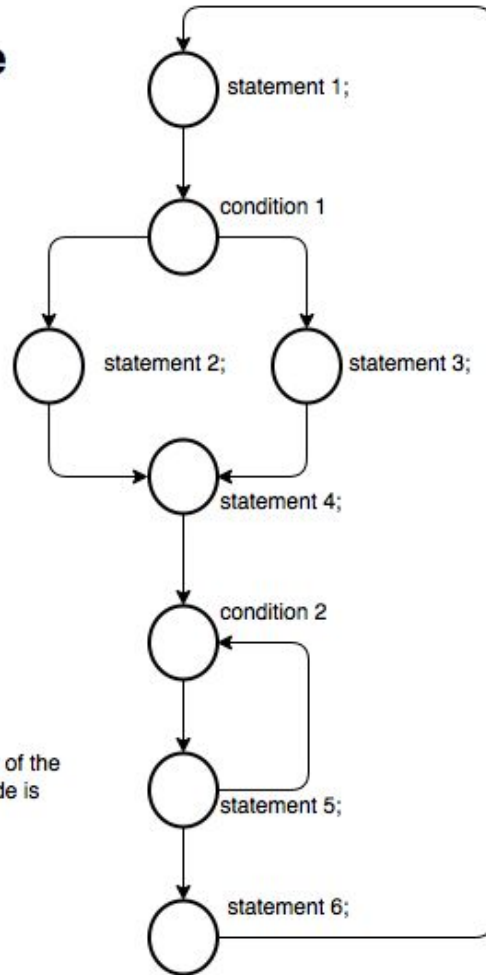 e
statement 1;
condition 1
statement 2;
statement 3;
statement 4;
condition 2
of the
de is
statement 5;
statement 6;